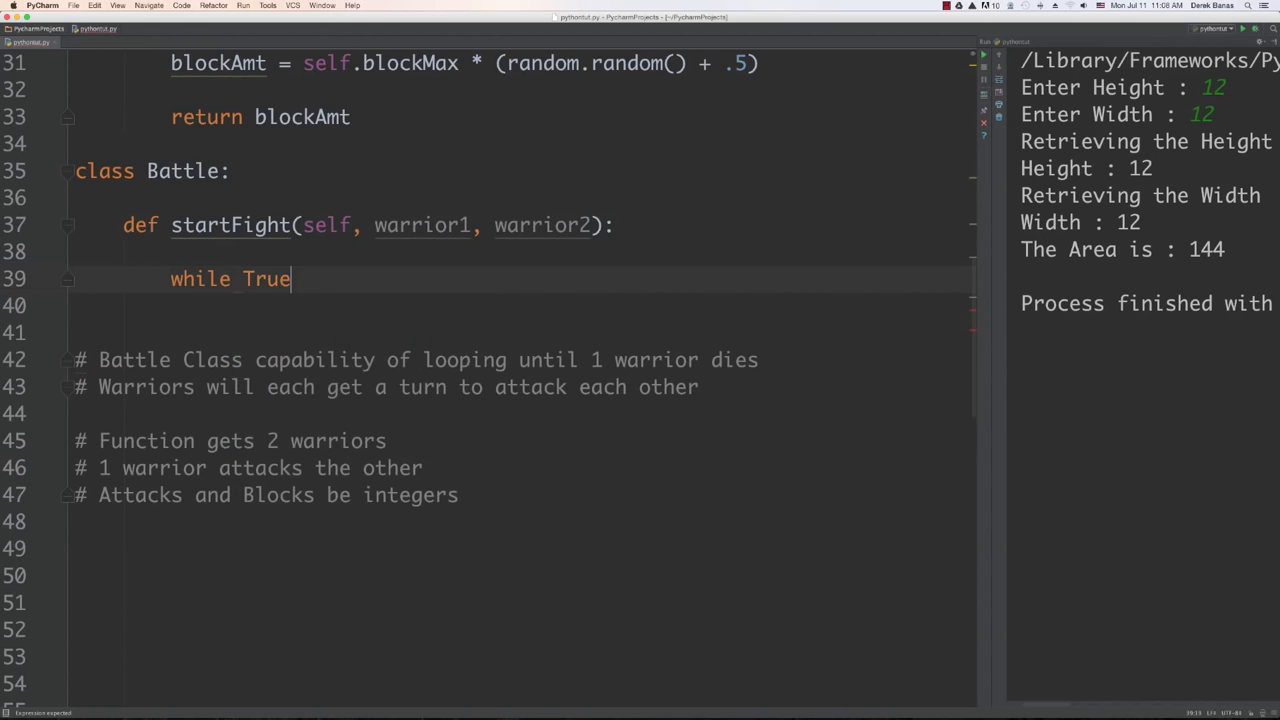 PyCharm File Edit View Navigate Code Refactor Run Tools VCS Window Help
10 Mon Jul 11 11:08 AM Derek Banas
pythontut.py - PyCharmProjects - [~/PycharmProjects]
PycharmProjects pythontut.py
pythontut
pythontut.py
Run pythontut
31 blockAmt = self.blockMax * (random.random() + .5)
32
33 return blockAmt
34
35 class Battle:
36
37 def startFight(self, warrior1, warrior2):
38
39 while True
40
41
42 # Battle Class capability of looping until 1 warrior dies
43 # Warriors will each get a turn to attack each other
44
45 # Function gets 2 warriors
46 # 1 warrior attacks the other
47 # Attacks and Blocks be integers
48
49
50
51
52
53
54
/Library/Frameworks/Py
Enter Height : 12
Enter Width : 12
Retrieving the Height
Height : 12
Retrieving the Width
Width : 12
The Area is : 144
Process finished with
Expression expected
UTF-8